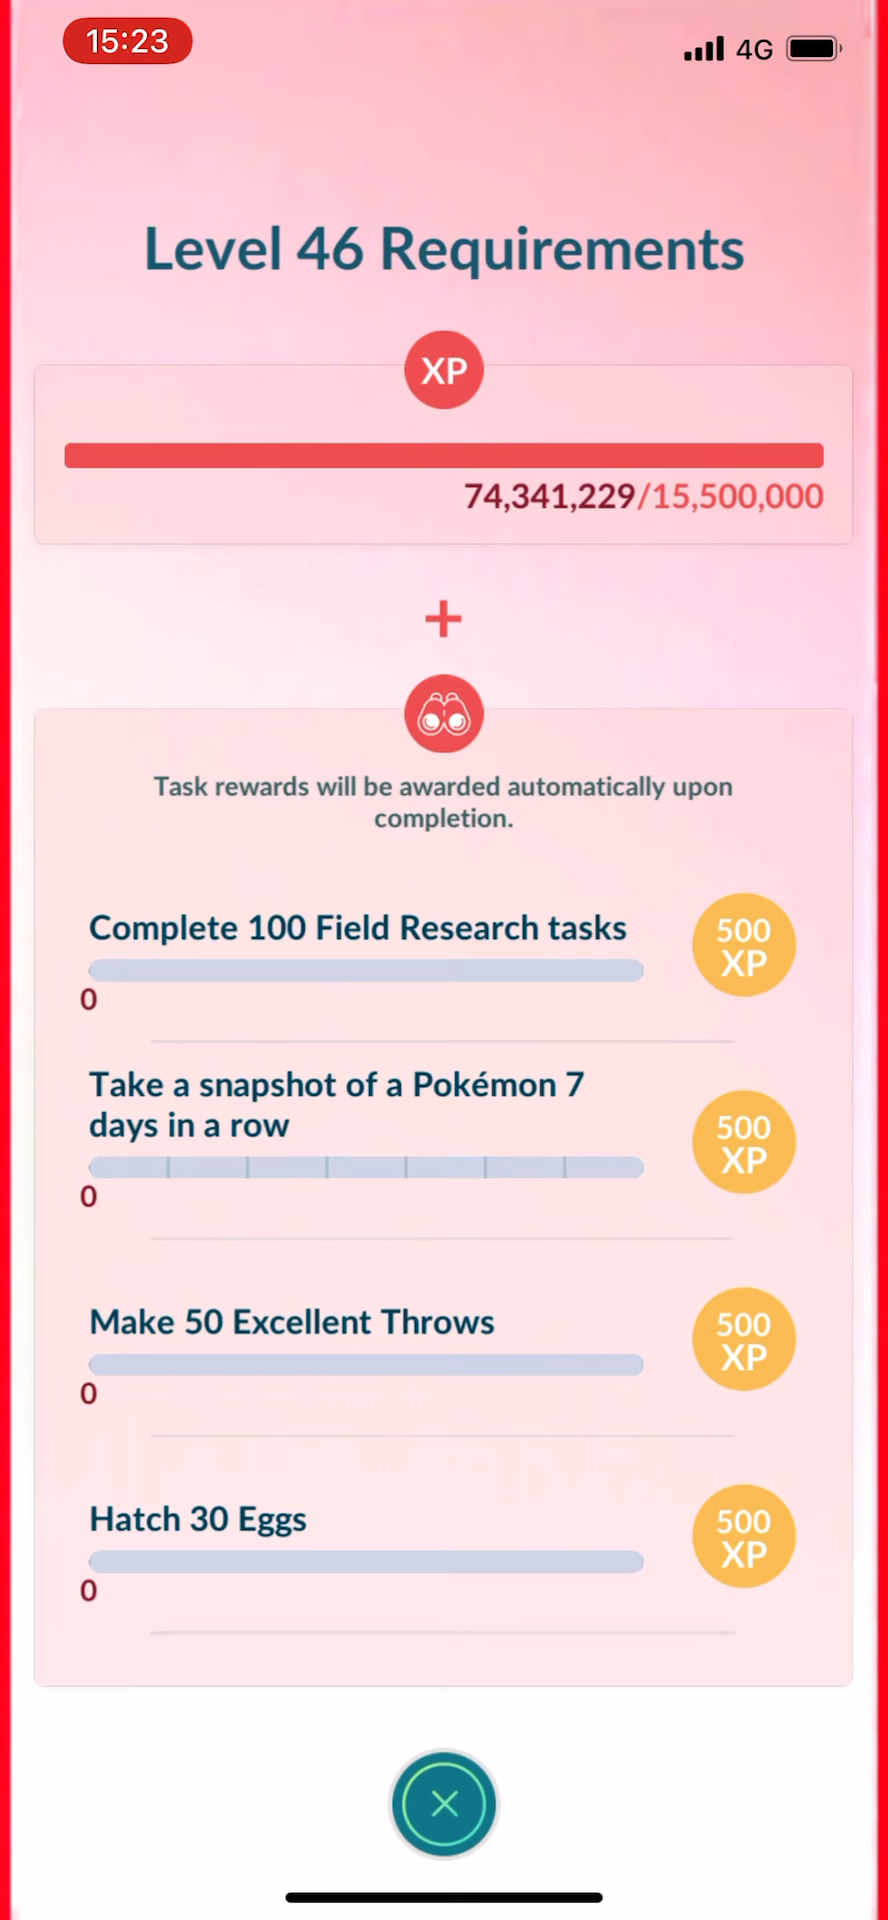 15:23
4G
Level 46 Requirements
XP
74,341,229/15,500,000
+
Task rewards will be awarded automatically upon
completion.
Complete 100 Field Research tasks
500
XP
0
Take a snapshot of a Pokémon 7
days in a row
500
XP
0
Make 50 Excellent Throws
500
XP
0
Hatch 30 Eggs
500
XP
0